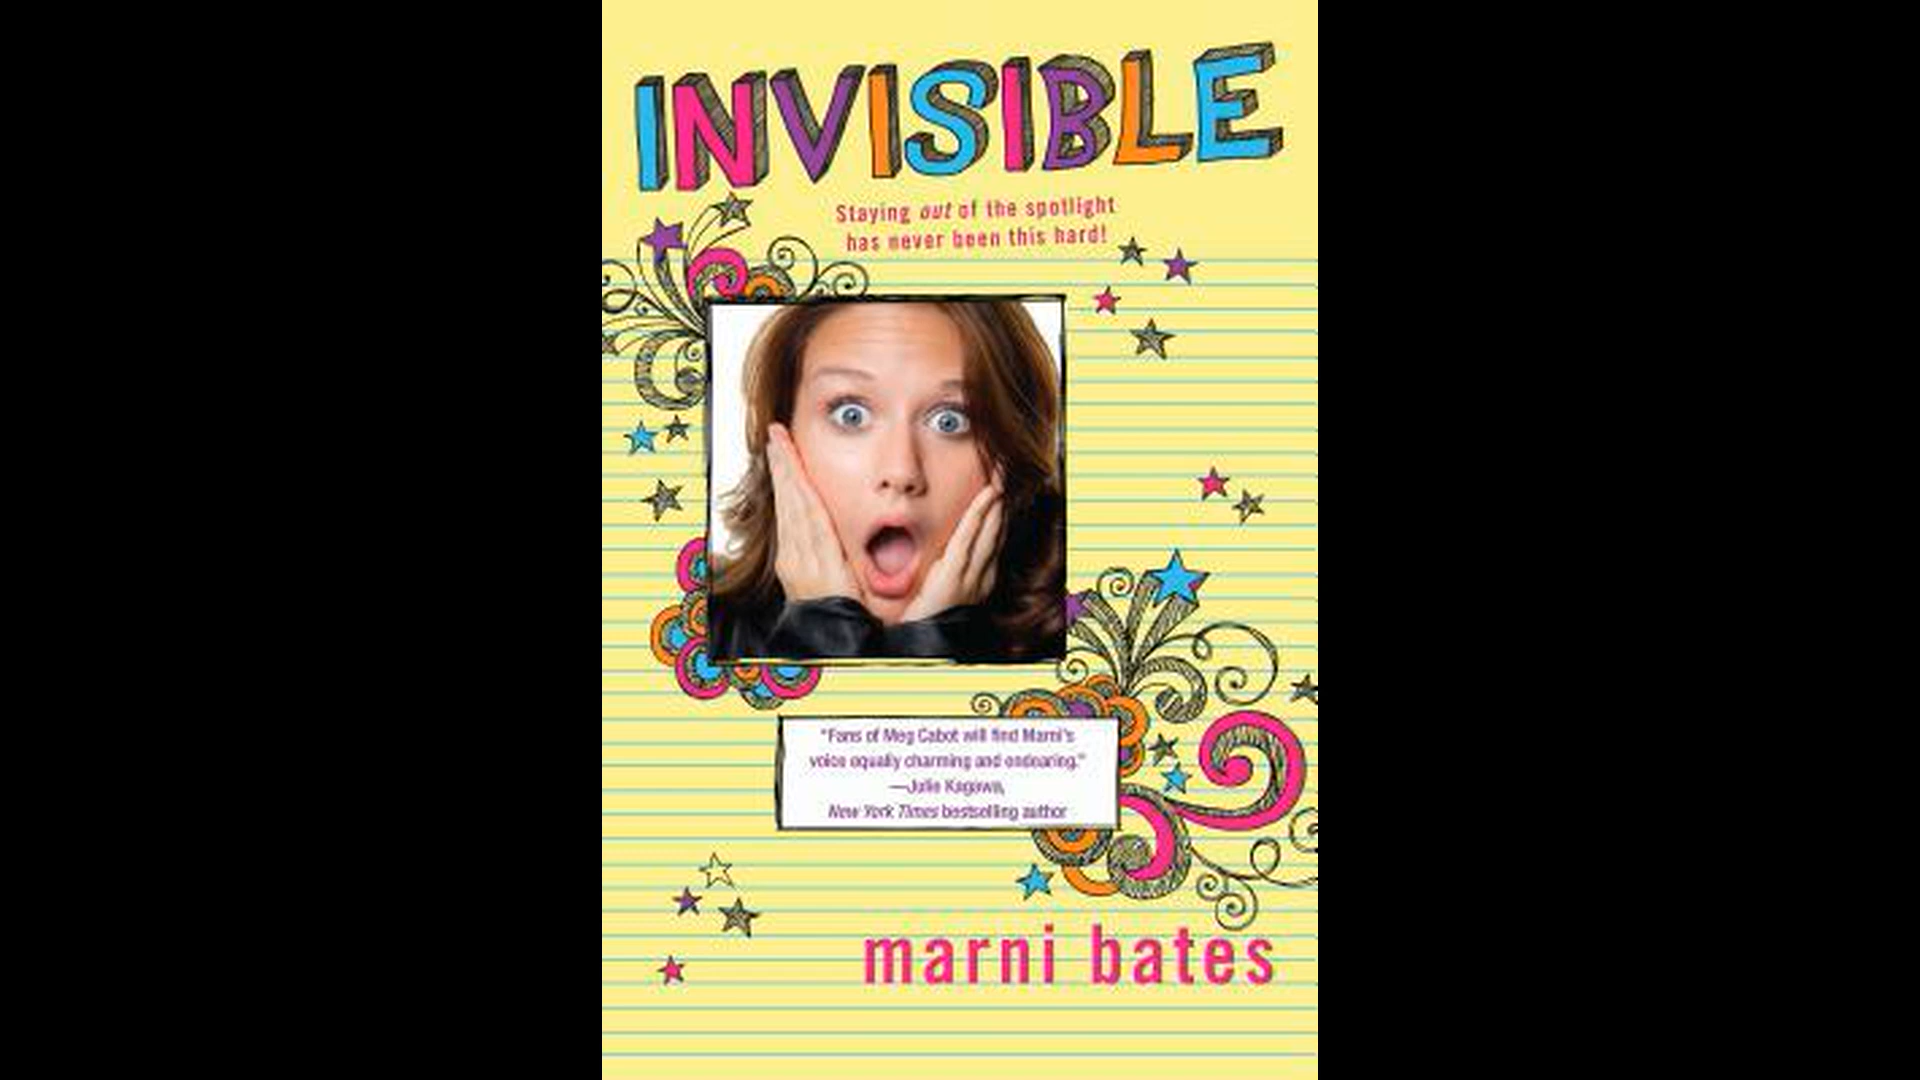 INVISIBLE
Staying out of the spotlight
has never been this hard!
"Fans of Meg Cabot will find Marni's
voice equally charming and endearing."
—Julie Kagawa,
New York Times bestselling author
marni bates